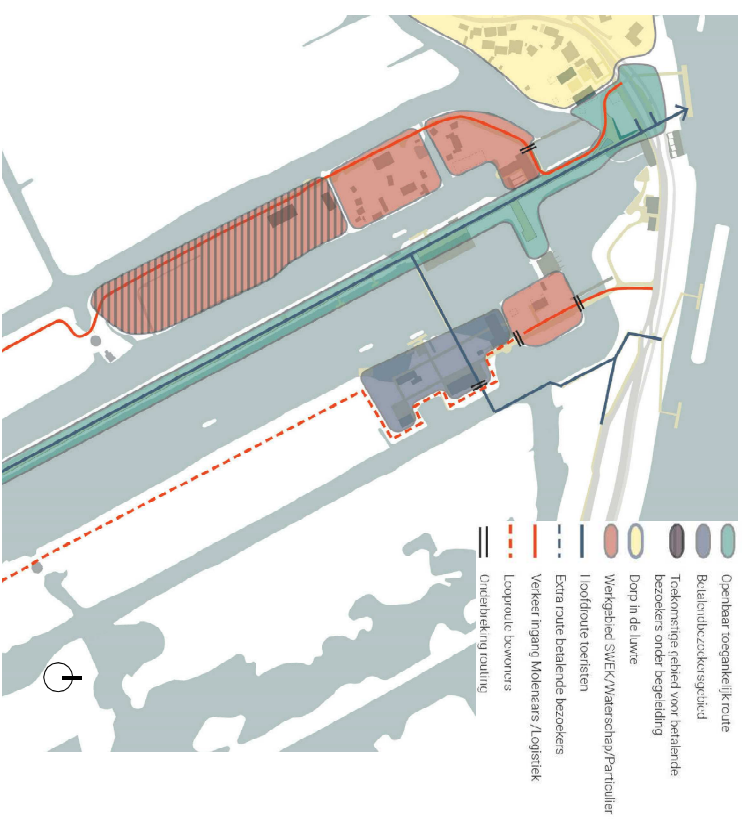 Openbaar toegankelijk route
Betalendbezoekersgebied
Toekomstige gebied voor betalende
bezoekers onder begeleiding
Dorp in de luwte
Werkgebied SWEK/Waterschap/Particulier
Hoofdroute toeristen
Extra route betalende bezoekers
Verkeer ingang Molenaars /Logistiek
Looproute bewoners
Onderbreking routing